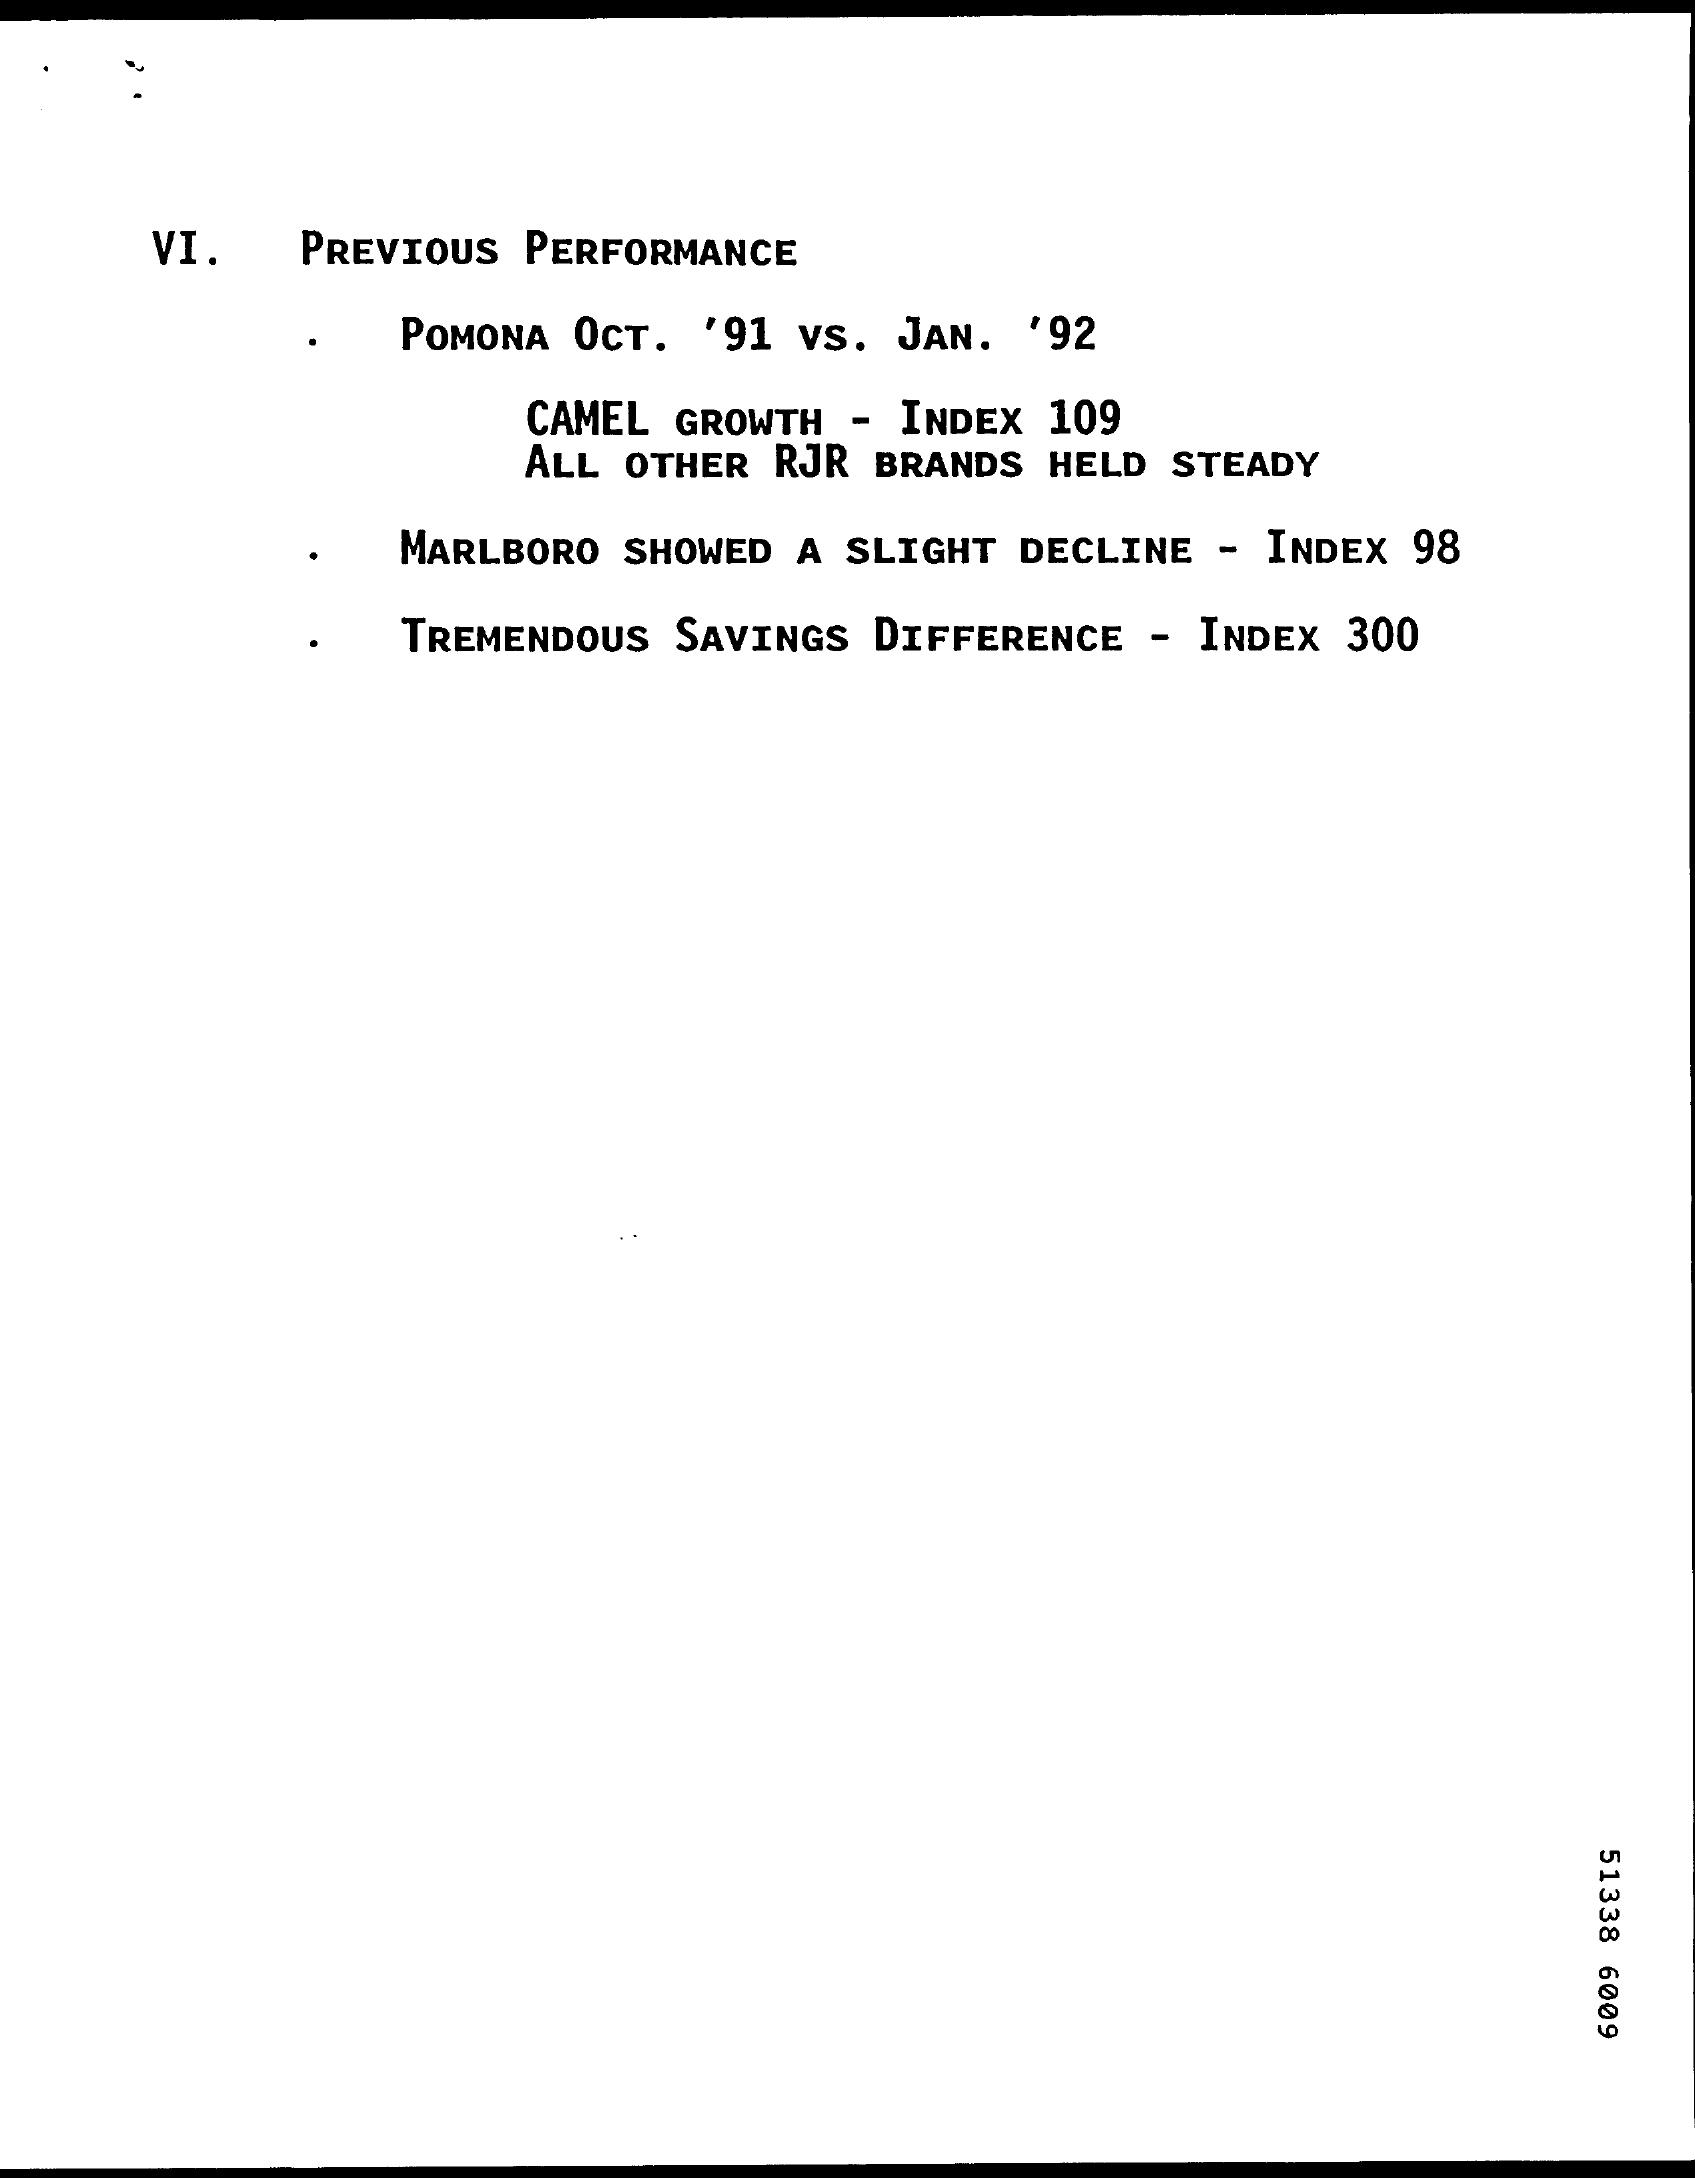 VI. PREVIOUS PERFORMANCE
. POMONA OCT. '91 VS. JAN. '92
CAMEL GROWTH - INDEX 109
ALL OTHER RJR BRANDS HELD STEADY
. MARLBORO SHOWED A SLIGHT DECLINE - INDEX 98
. TREMENDOUS SAVINGS DIFFERENCE - INDEX 300
51338 6009